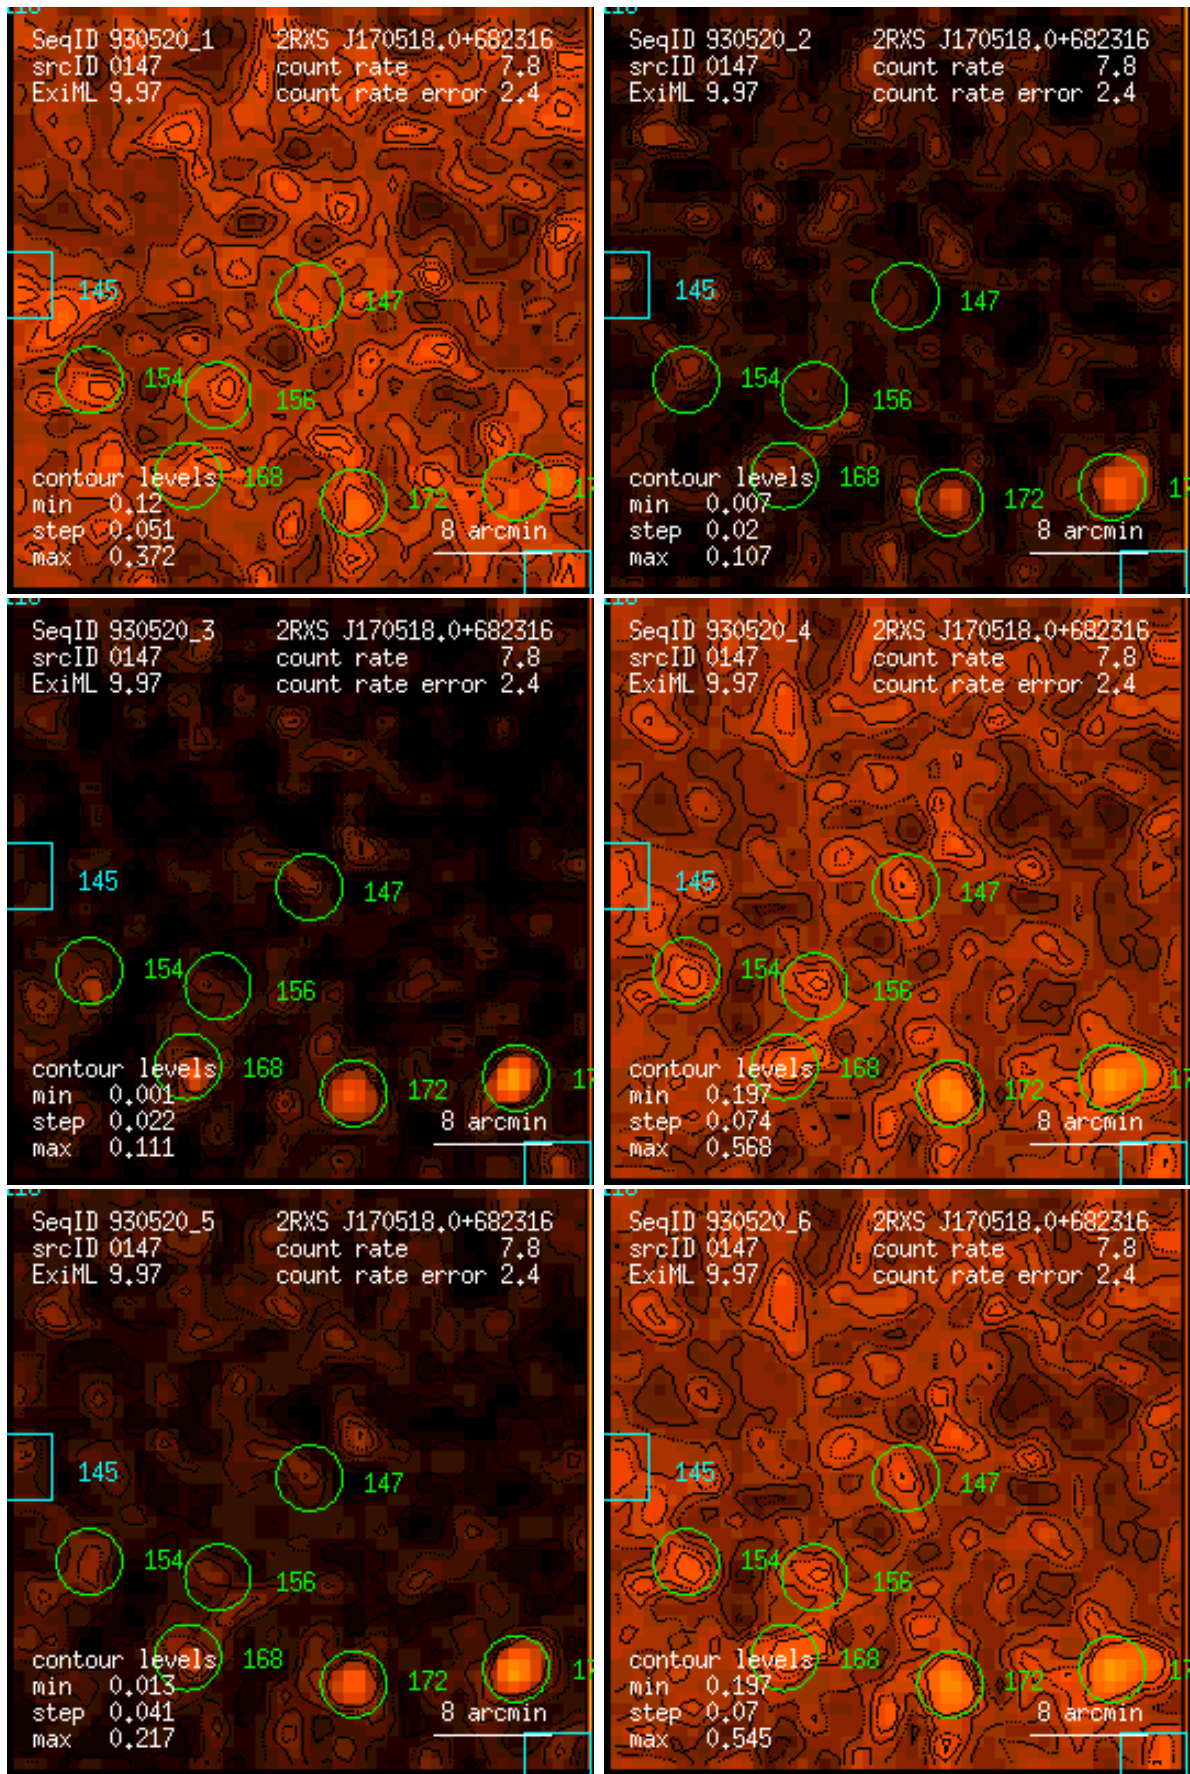 SeqID 930520_1 2RXS J170518.0+682316
srcID 0147 count rate 7.8
ExiML 9.97 count rate error 2.4
145
147
154
156
168
172
contour levels
min 0.12
step 0.051
max 0.372
8 arcmin
SeqID 930520_2 2RXS J170518.0+682316
srcID 0147 count rate 7.8
ExiML 9.97 count rate error 2.4
145
147
154
156
168
172
contour levels
min 0.007
step 0.02
max 0.107
8 arcmin
SeqID 930520_3 2RXS J170518.0+682316
srcID 0147 count rate 7.8
ExiML 9.97 count rate error 2.4
145
147
154
156
168
172
contour levels
min 0.001
step 0.022
max 0.111
8 arcmin
SeqID 930520_4 2RXS J170518.0+682316
srcID 0147 count rate 7.8
ExiML 9.97 count rate error 2.4
145
147
154
156
168
172
contour levels
min 0.197
step 0.074
max 0.568
8 arcmin
SeqID 930520_5 2RXS J170518.0+682316
srcID 0147 count rate 7.8
ExiML 9.97 count rate error 2.4
145
147
154
156
168
172
contour levels
min 0.013
step 0.041
max 0.217
8 arcmin
SeqID 930520_6 2RXS J170518.0+682316
srcID 0147 count rate 7.8
ExiML 9.97 count rate error 2.4
145
147
154
156
168
172
contour levels
min 0.197
step 0.07
max 0.545
8 arcmin